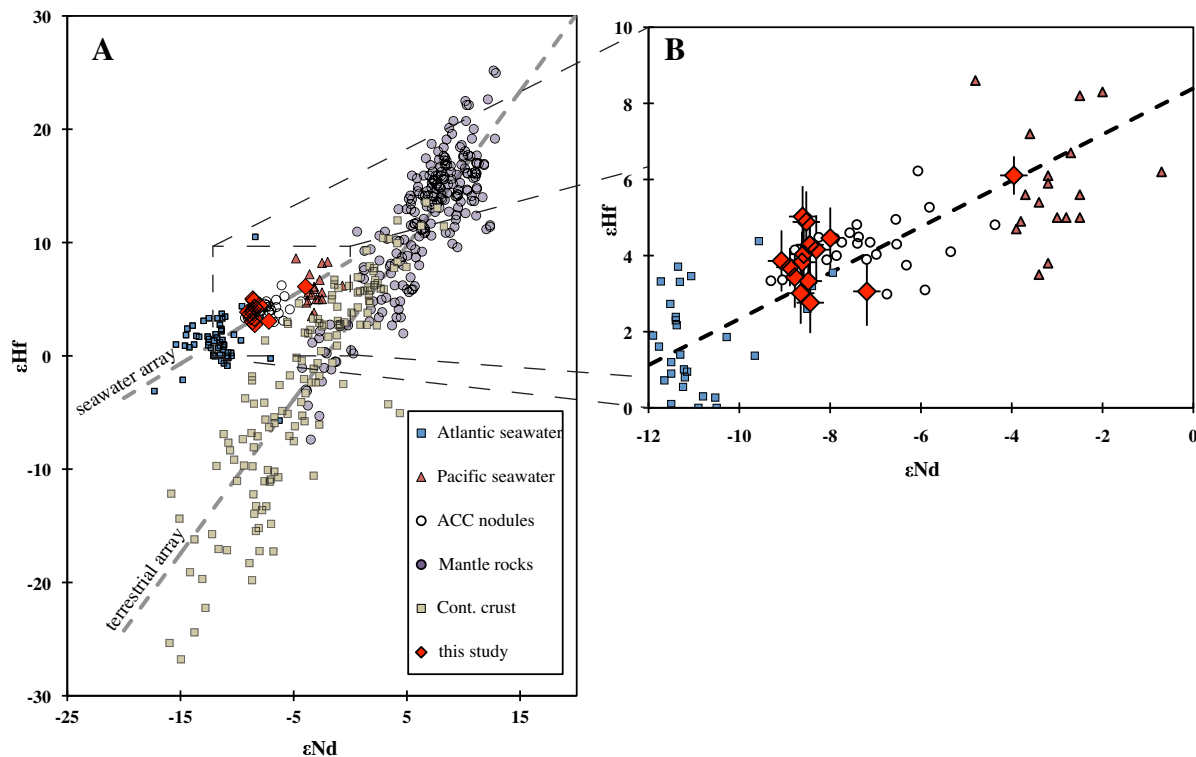 A
30
20
10
0
-10
-20
-30
εHf
-25
-15
-5
5
15
εNd
seawater array
terrestrial array
Atlantic seawater
Pacific seawater
ACC nodules
Mantle rocks
Cont. crust
this study
B
10
8
6
4
2
0
εHf
-12
-10
-8
-6
-4
-2
0
εNd